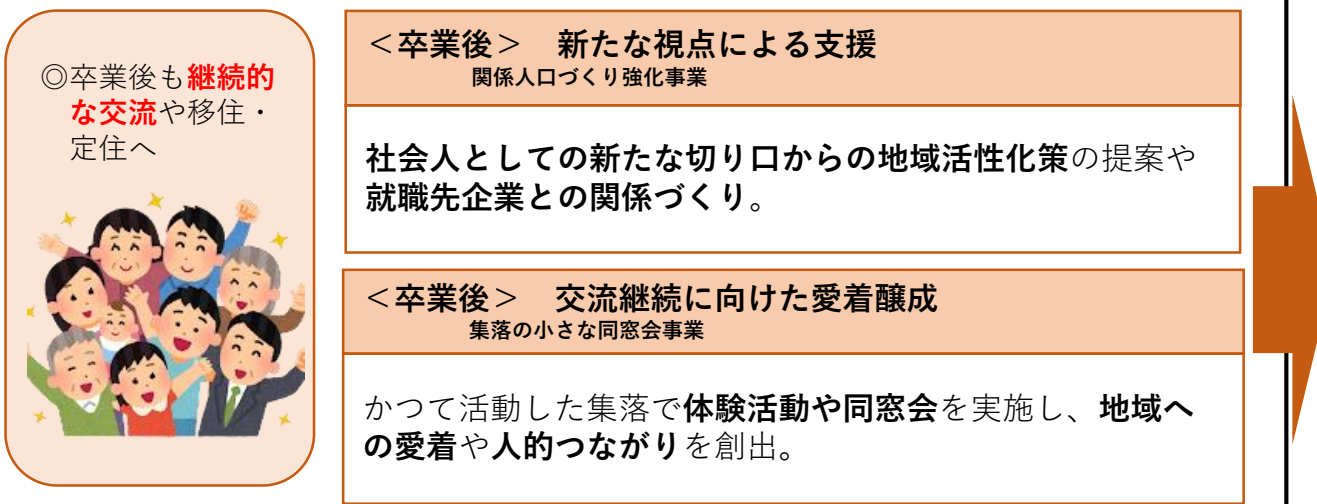 ◎卒業後も継続的
な交流や移住・
定住へ
＜卒業後＞　新たな視点による支援
関係人口づくり強化事業
社会人としての新たな切り口からの地域活性化策の提案や
就職先企業との関係づくり。
＜卒業後＞　交流継続に向けた愛着醸成
集落の小さな同窓会事業
かつて活動した集落で体験活動や同窓会を実施し、地域へ
の愛着や人的つながりを創出。